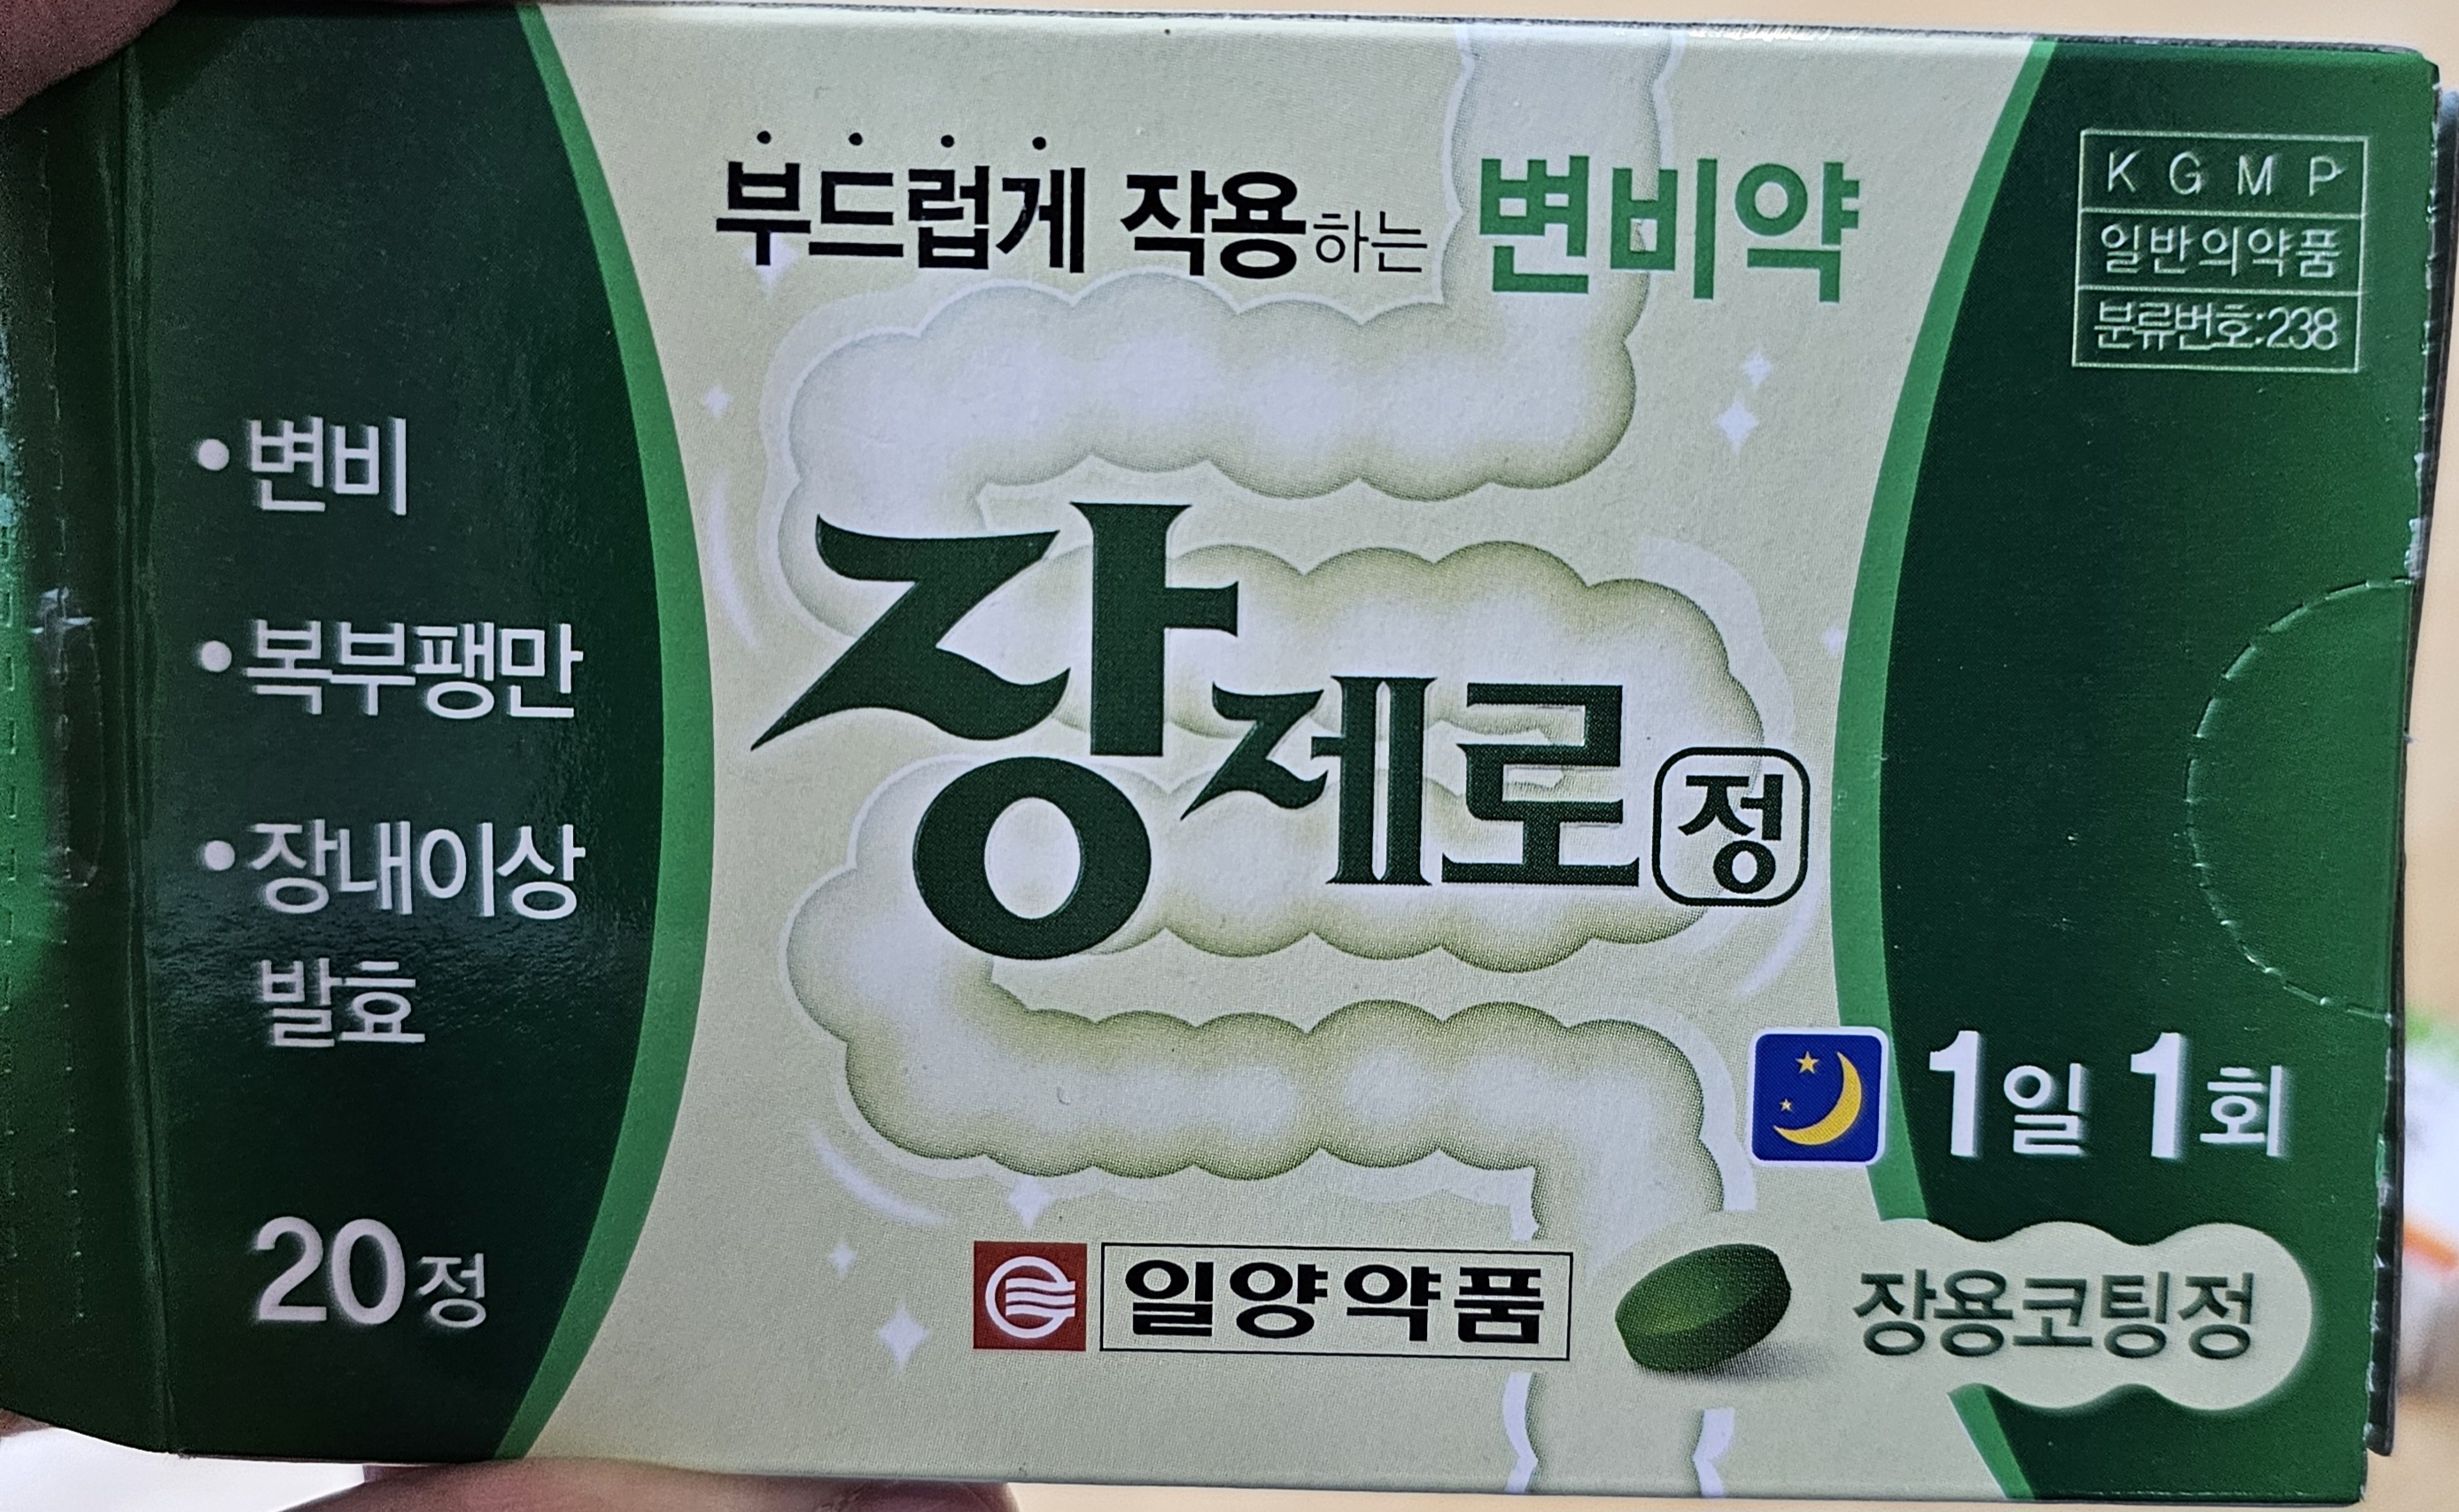 부드럽게 작용하는 변비약
KGMP
일반의약품
분류번호:238
•변비
•복부팽만
•장내이상
발효
20정
장제로정
1일 1회
일양약품
장용코팅정